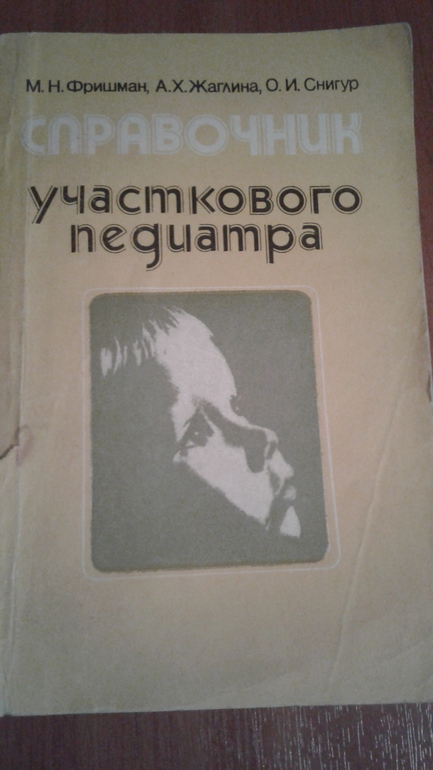 М. Н. Фришман, А. Х. Жаглина, О. И. Снигур
СПРАВОЧНИК
участкового
педиатра